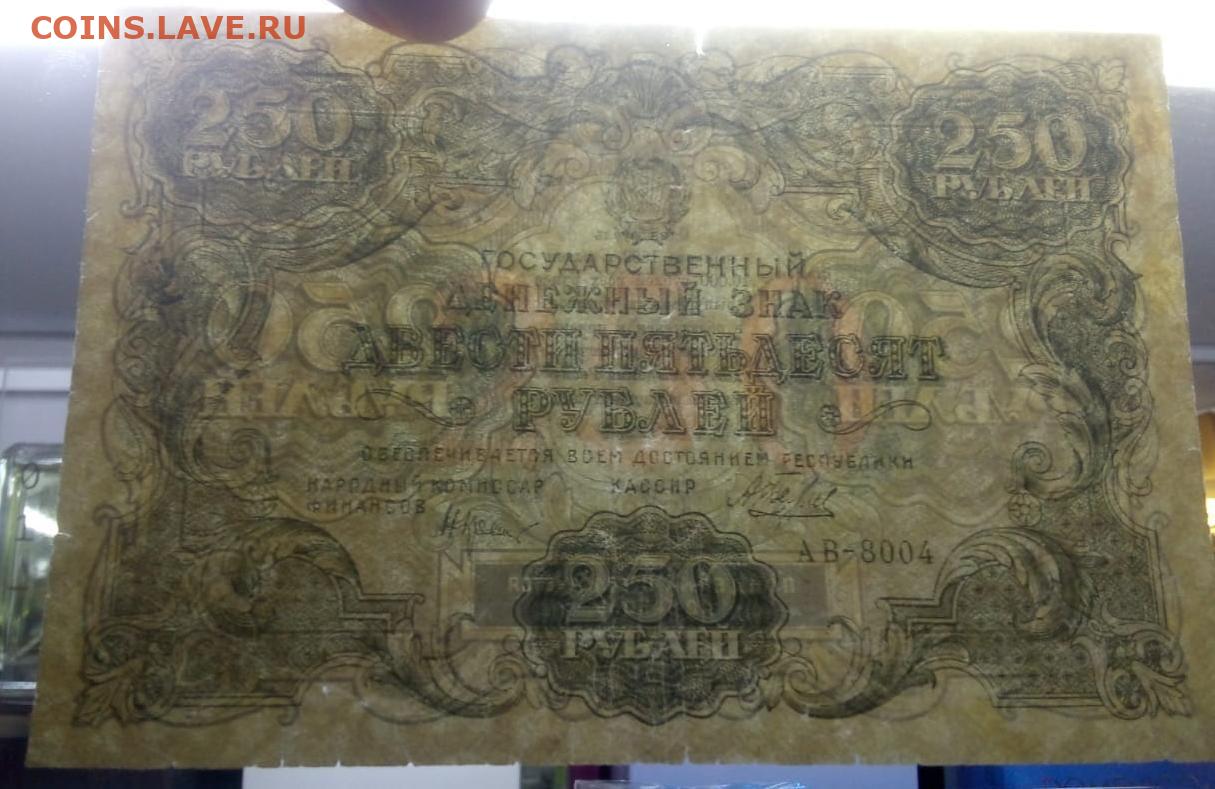 COINS.LAVE.RU
250
РУБЛЕЙ
250
РУБЛЕЙ
ГОСУДАРСТВЕННЫЙ
ДЕНЕЖНЫЙ ЗНАК
ДВЕСТИ ПЯТЬДЕСЯТ
РУБЛЕЙ
ОБЕСПЕЧИВАЕТСЯ ВСЕМ ДОСТОЯНИЕМ РЕСПУБЛИКИ
НАРОДНЫЙ КОМИССАР
ФИНАНСОВ
КАССИР
АВ-8004
250
РУБЛЕЙ